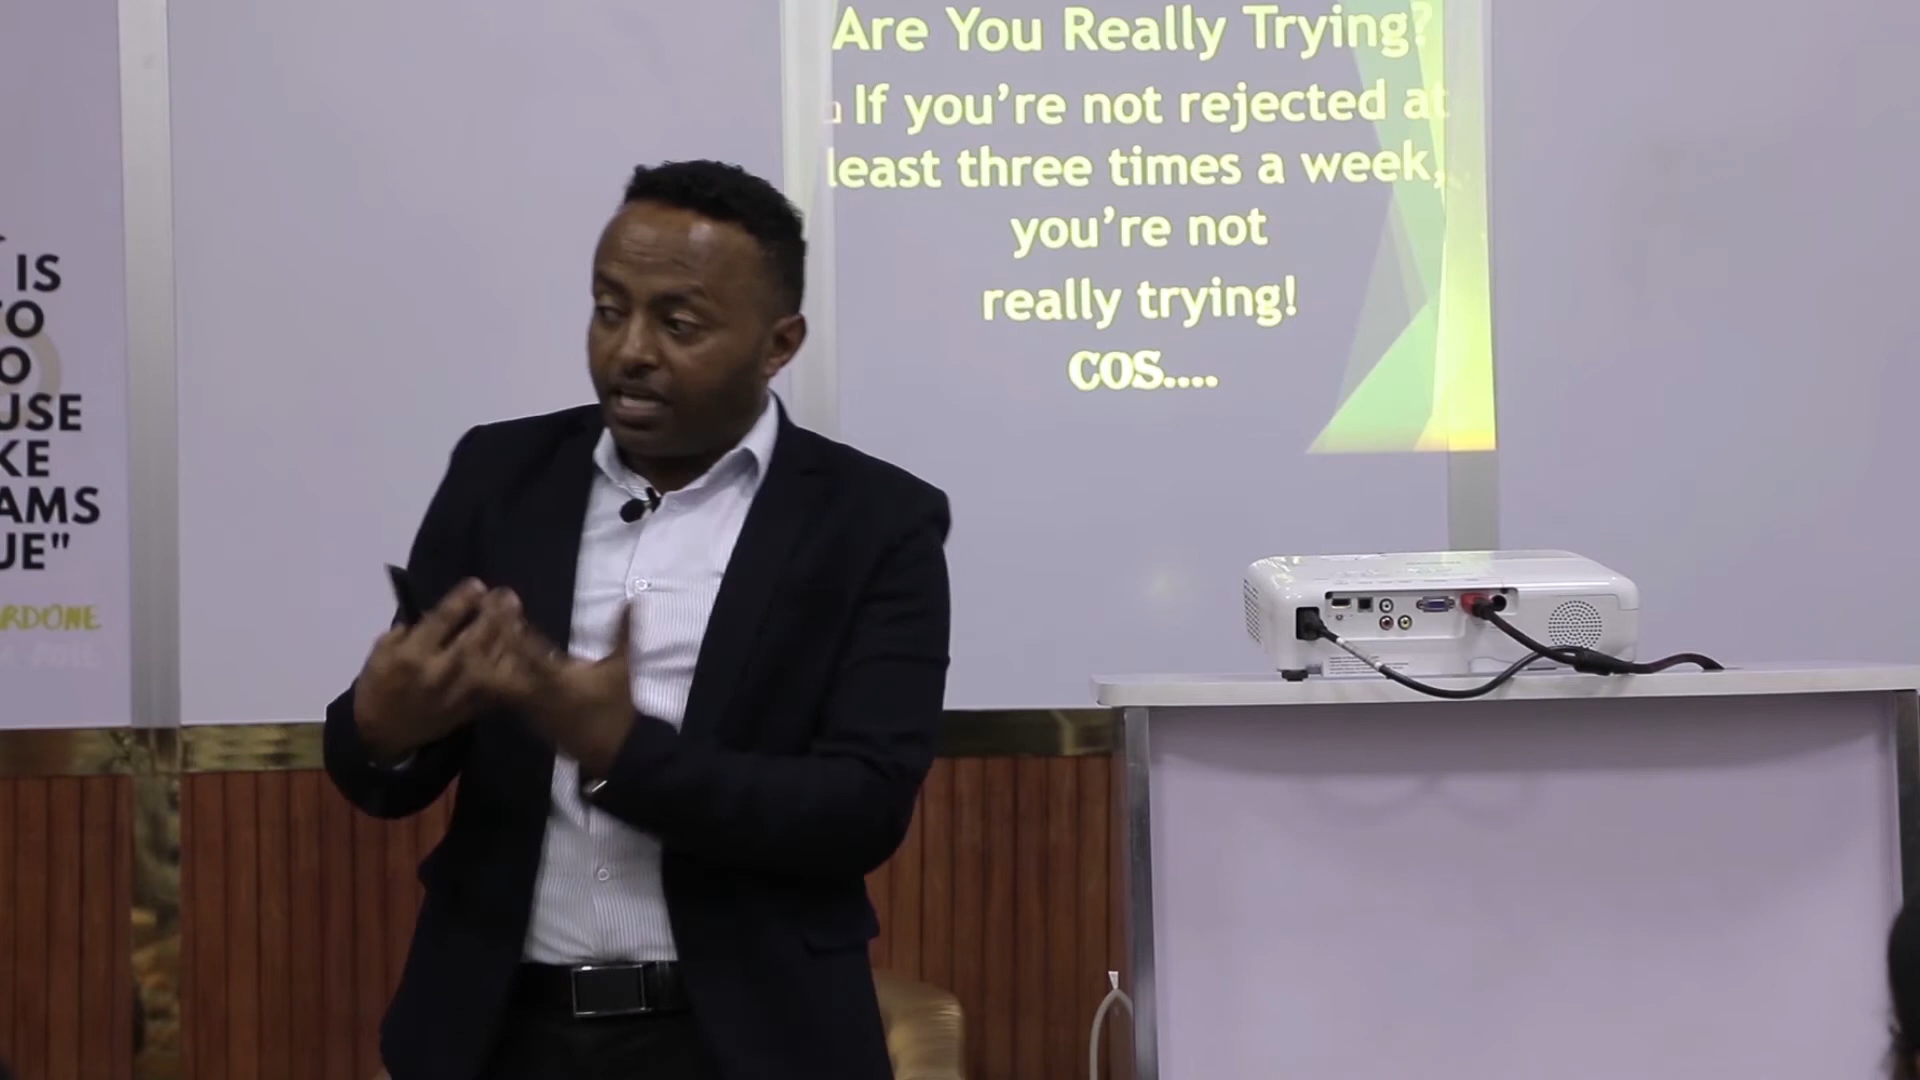 Are You Really Trying?
If you're not rejected at
least three times a week,
you're not
really trying!
COS....
IS
TO
O
USE
KE
AMS
UE"
RDONE